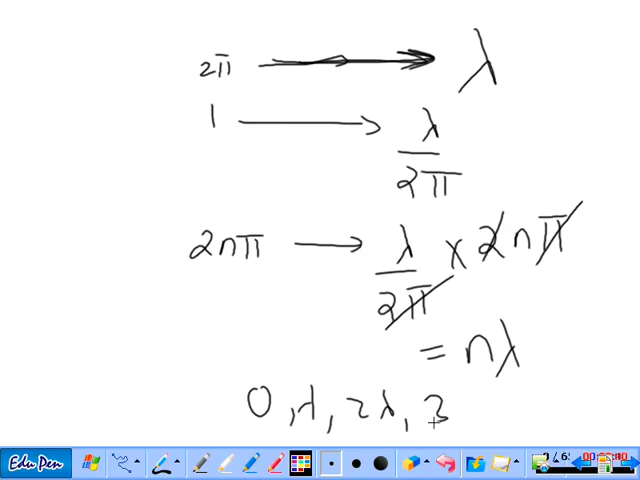 2π → λ
1 → λ/2π
2nπ → λ/2π × 2nπ
= nλ
0, λ, 2λ, 3
Edu Pen